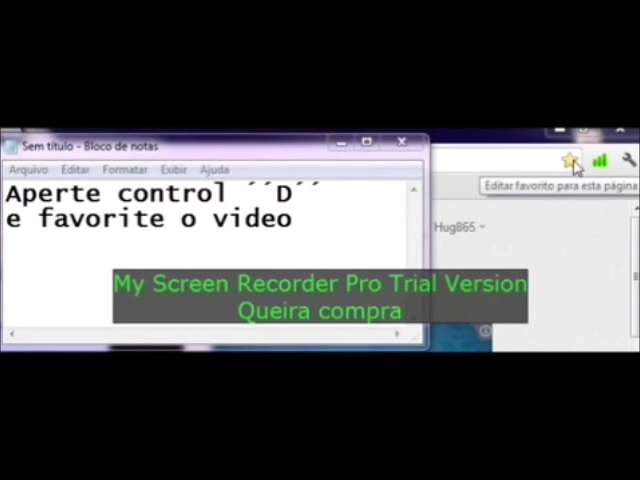 Sem título - Bloco de notas
Arquivo Editar Formatar Exibir Ajuda
Aperte control ´´D´´
e favorite o video
Editar favorito para esta página
Hug865
My Screen Recorder Pro Trial Version
Queira compra